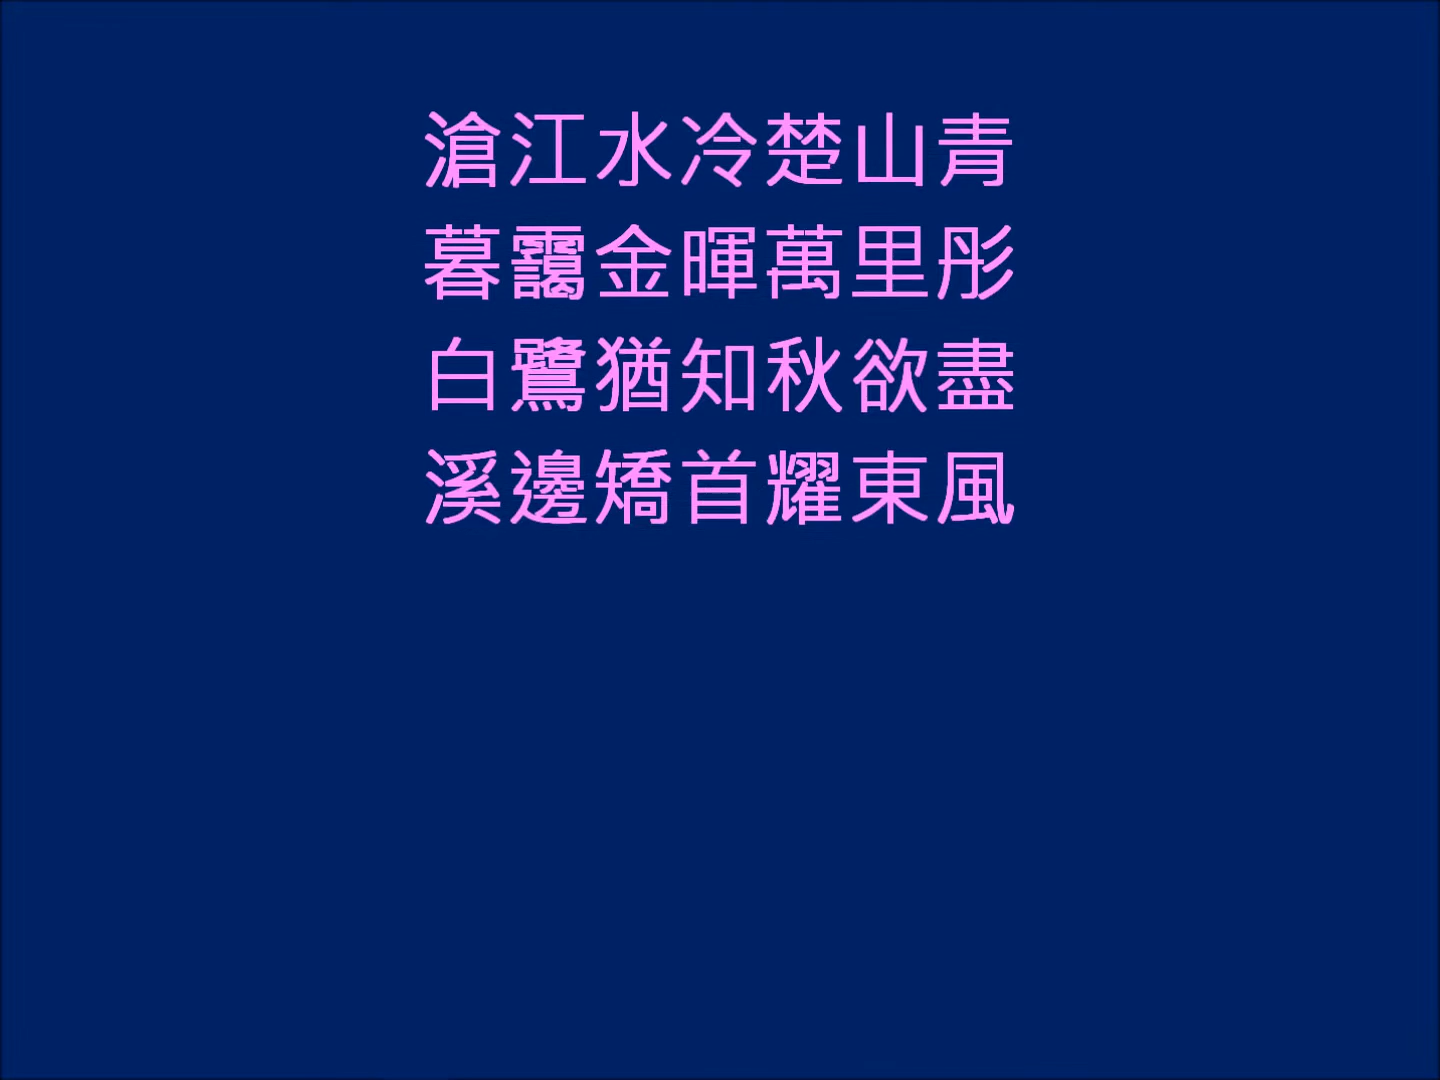 滄江水冷楚山青
暮靄金暉萬里彤
白鷺猶知秋欲盡
溪邊矯首耀東風